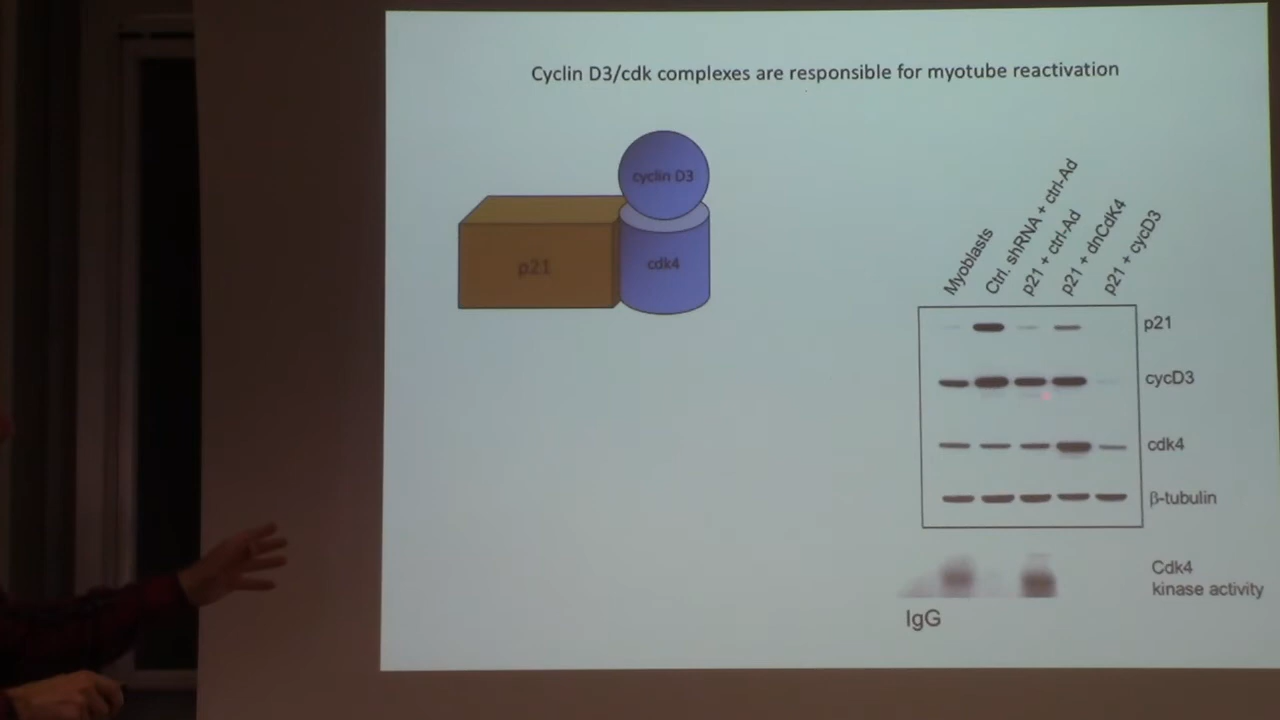 Cyclin D3/cdk complexes are responsible for myotube reactivation
cyclin D3
p21
cdk4
Myoblasts
Ctrl. shRNA + ctrl-Ad
p21 + ctrl-Ad
p21 + dnCdK4
p21 + cycD3
p21
cycD3
cdk4
β-tubulin
Cdk4
kinase activity
IgG